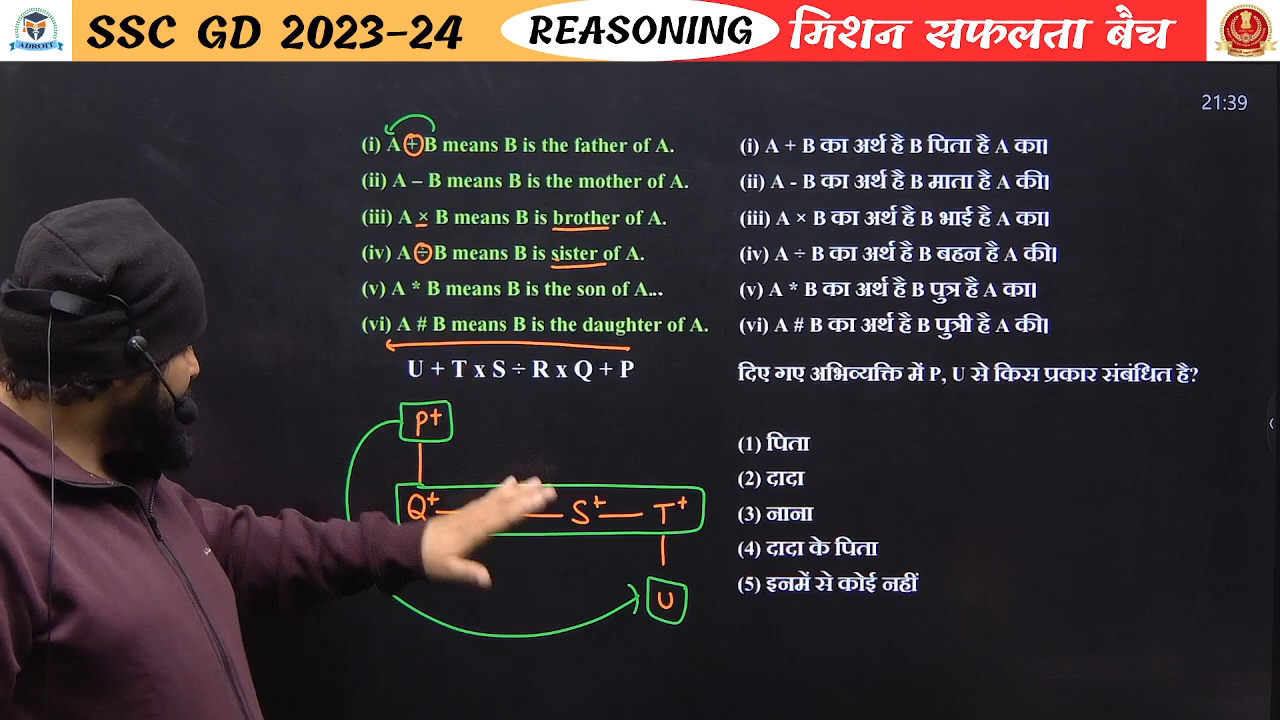 ADROIT
SSC GD 2023-24
REASONING
मिशन सफलता बैच
21:39
(i) A + B means B is the father of A.
(ii) A – B means B is the mother of A.
(iii) A × B means B is brother of A.
(iv) A ÷ B means B is sister of A.
(v) A * B means B is the son of A...
(vi) A # B means B is the daughter of A.
U + T x S ÷ R x Q + P
(i) A + B का अर्थ है B पिता है A का।
(ii) A - B का अर्थ है B माता है A की।
(iii) A × B का अर्थ है B भाई है A का।
(iv) A ÷ B का अर्थ है B बहन है A की।
(v) A * B का अर्थ है B पुत्र है A का।
(vi) A # B का अर्थ है B पुत्री है A की।
दिए गए अभिव्यक्ति में P, U से किस प्रकार संबंधित है?
(1) पिता
(2) दादा
(3) नाना
(4) दादा के पिता
(5) इनमें से कोई नहीं
P+
Q+ — — S+ — T+
U